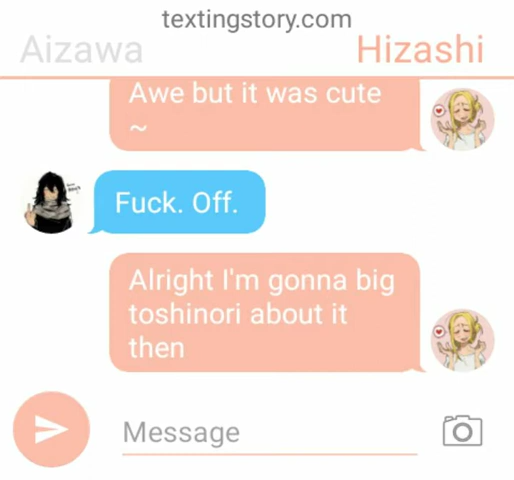 textingstory.com
Aizawa
Hizashi
Awe but it was cute
~
Fuck. Off.
Alright I'm gonna big
toshinori about it
then
Message